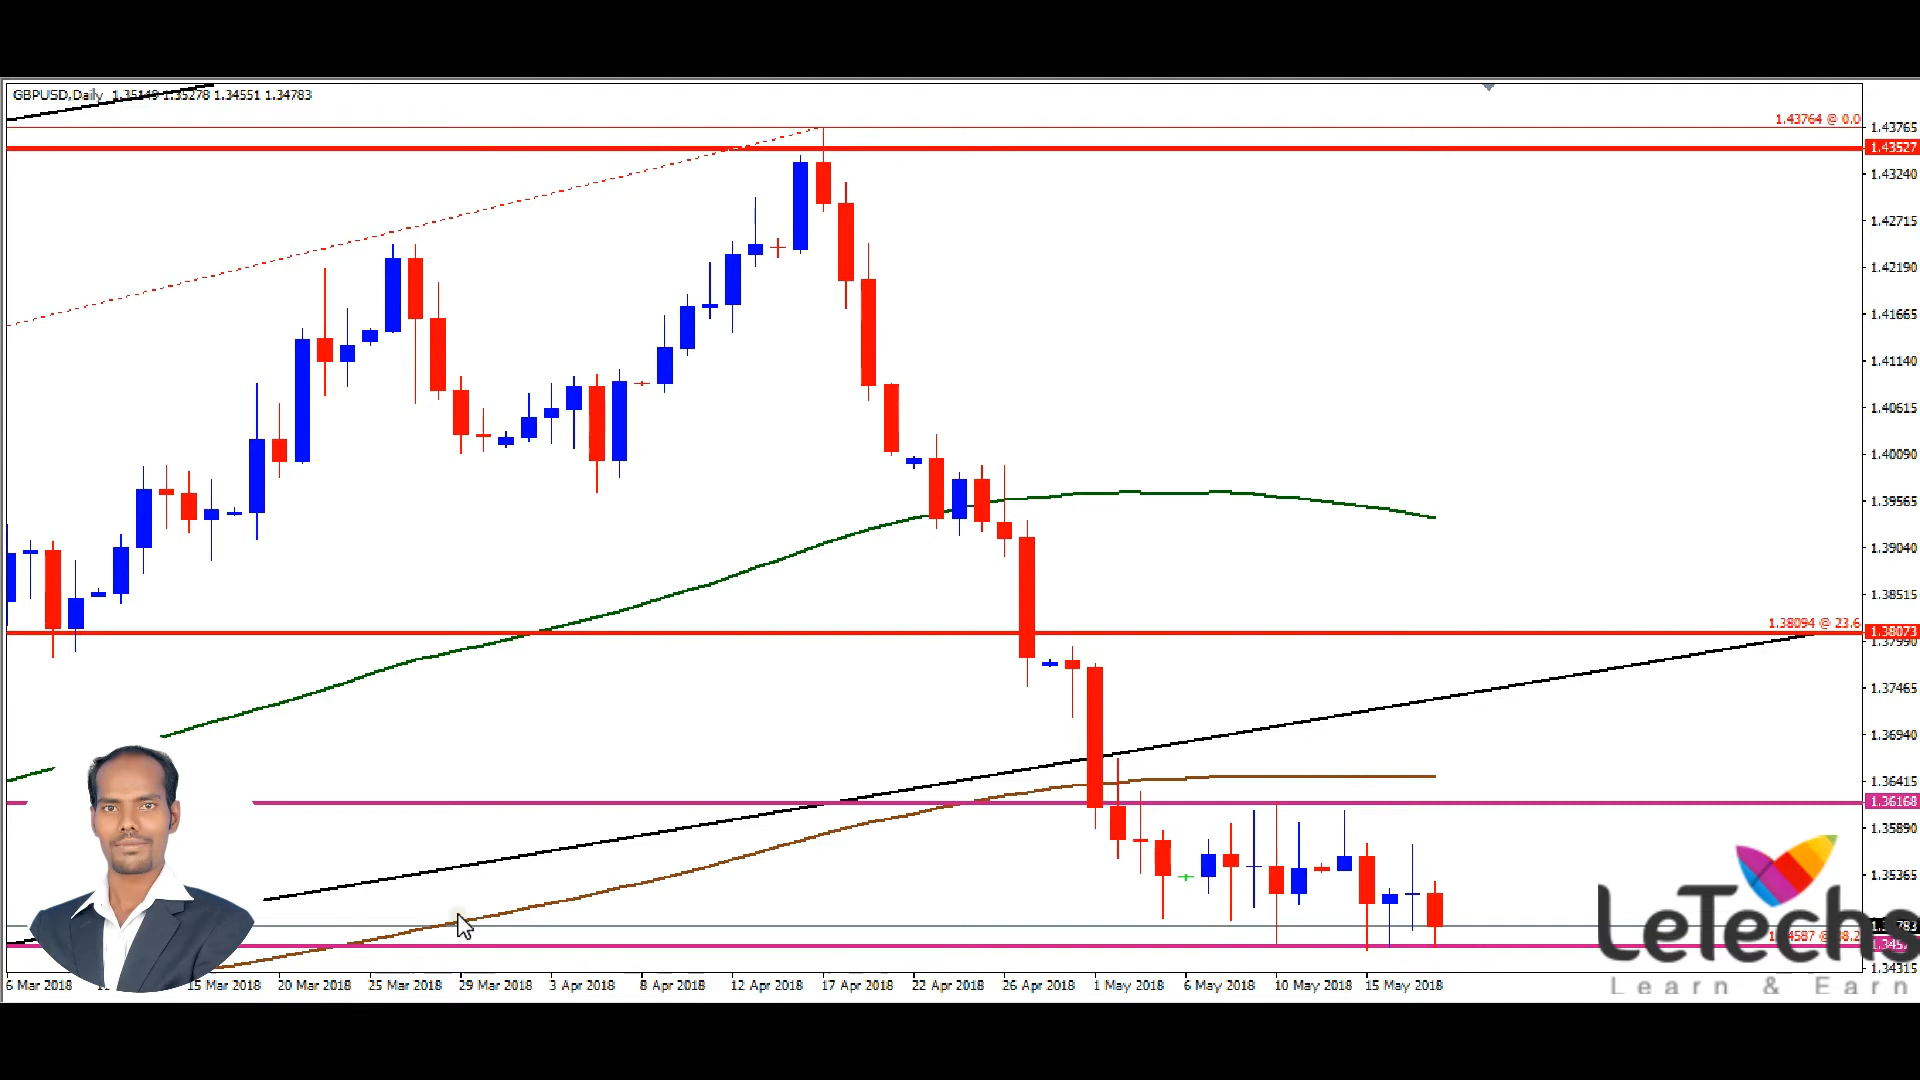 GBPUSD,Daily 1.35149 1.35278 1.34551 1.34783
1.43764 @ 0.0
1.43765
1.43527
1.43240
1.42715
1.42190
1.41665
1.41140
1.40615
1.40090
1.39565
1.39040
1.38515
1.38094 @ 23.6
1.38073
1.37990
1.37465
1.36940
1.36415
1.36168
1.35890
1.35365
LeTechs
Learn & Earn
1.34315
6 Mar 2018
15 Mar 2018
20 Mar 2018
25 Mar 2018
29 Mar 2018
3 Apr 2018
8 Apr 2018
12 Apr 2018
17 Apr 2018
22 Apr 2018
26 Apr 2018
1 May 2018
6 May 2018
10 May 2018
15 May 2018